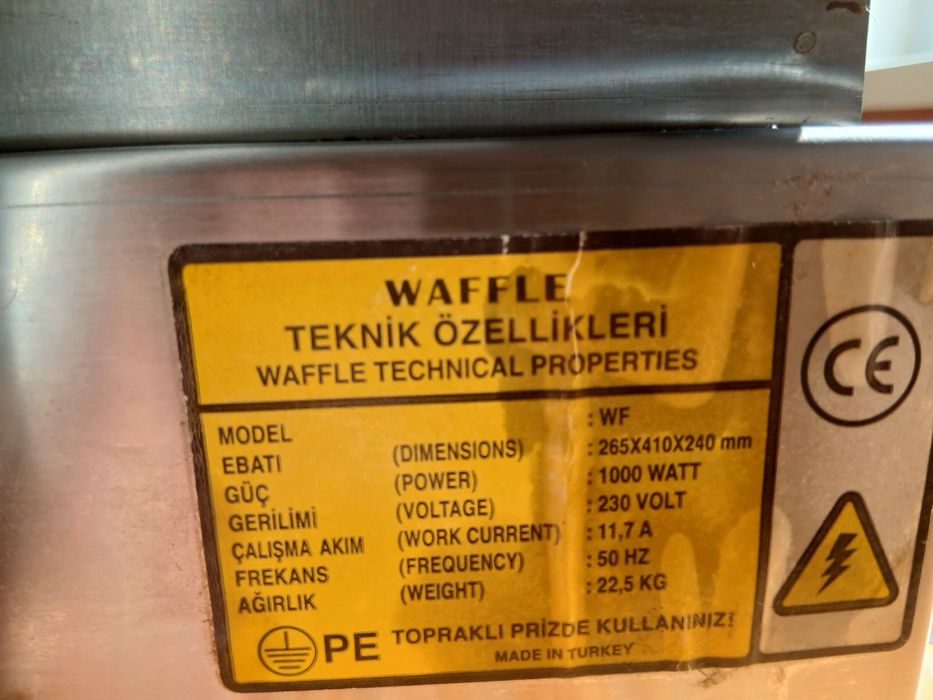 WAFFLE
TEKNİK ÖZELLİKLERİ
WAFFLE TECHNICAL PROPERTIES
MODEL : WF
EBATI (DIMENSIONS) : 265X410X240 mm
GÜÇ (POWER) : 1000 WATT
GERİLİMİ (VOLTAGE) : 230 VOLT
ÇALIŞMA AKIM (WORK CURRENT) : 11,7 A
FREKANS (FREQUENCY) : 50 HZ
AĞIRLIK (WEIGHT) : 22,5 KG
PE TOPRAKLI PRİZDE KULLANINIZ!
MADE IN TURKEY
CE